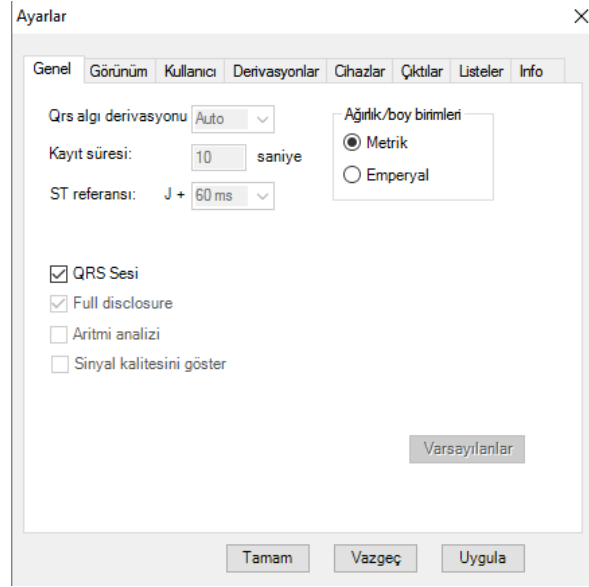 Ayarlar
Genel Görünüm Kullanıcı Derivasyonlar Cihazlar Çıktılar Listeler Info
Qrs algı derivasyonu Auto
Ağırlık/boy birimleri
Kayıt süresi: 10 saniye
Metrik
Emperyal
ST referansı: J + 60 ms
QRS Sesi
Full disclosure
Aritmi analizi
Sinyal kalitesini göster
Varsayılanlar
Tamam Vazgeç Uygula